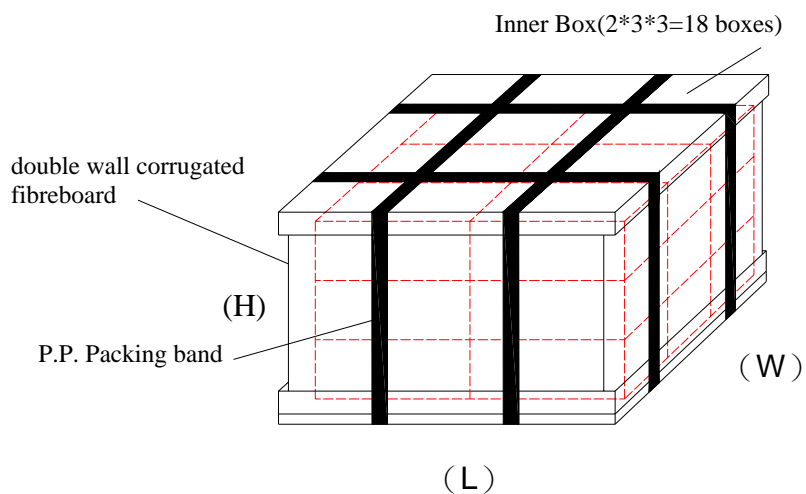 Inner Box(2*3*3=18 boxes)
double wall corrugated
fibreboard
(H)
P.P. Packing band
（W）
（L）